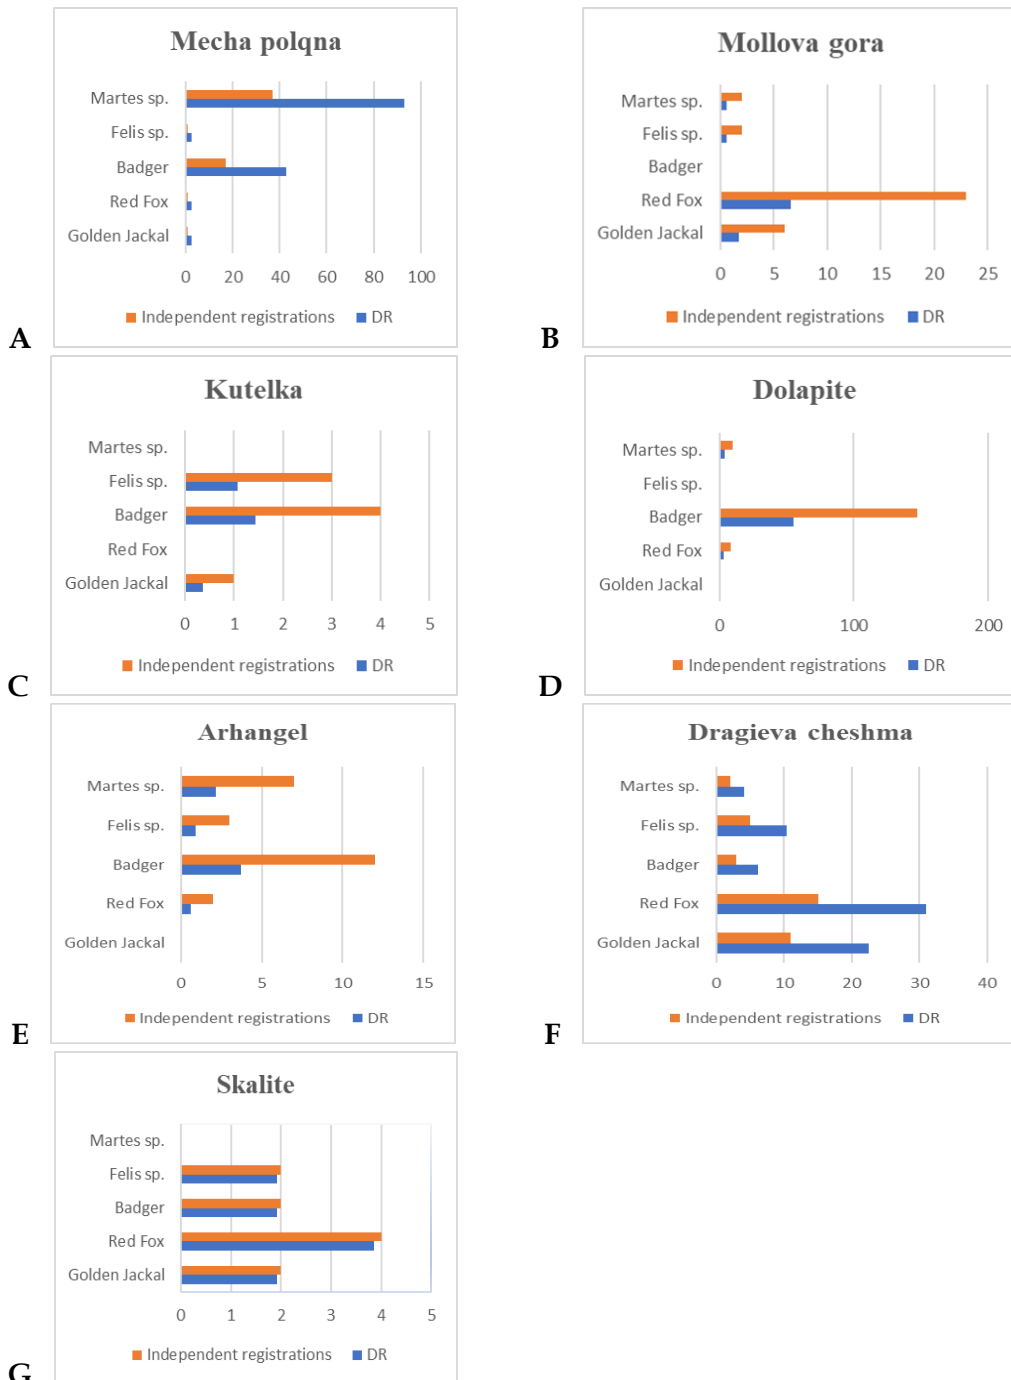 Mecha polqna
Martes sp.
Felis sp.
Badger
Red Fox
Golden Jackal
0 20 40 60 80 100
Independent registrations DR
A
Mollova gora
Martes sp.
Felis sp.
Badger
Red Fox
Golden Jackal
0 5 10 15 20 25
Independent registrations DR
B
Kutelka
Martes sp.
Felis sp.
Badger
Red Fox
Golden Jackal
0 1 2 3 4 5
Independent registrations DR
C
Dolapite
Martes sp.
Felis sp.
Badger
Red Fox
Golden Jackal
0 100 200
Independent registrations DR
D
Arhangel
Martes sp.
Felis sp.
Badger
Red Fox
Golden Jackal
0 5 10 15
Independent registrations DR
E
Dragieva cheshma
Martes sp.
Felis sp.
Badger
Red Fox
Golden Jackal
0 10 20 30 40
Independent registrations DR
F
Skalite
Martes sp.
Felis sp.
Badger
Red Fox
Golden Jackal
0 1 2 3 4 5
Independent registrations DR
G